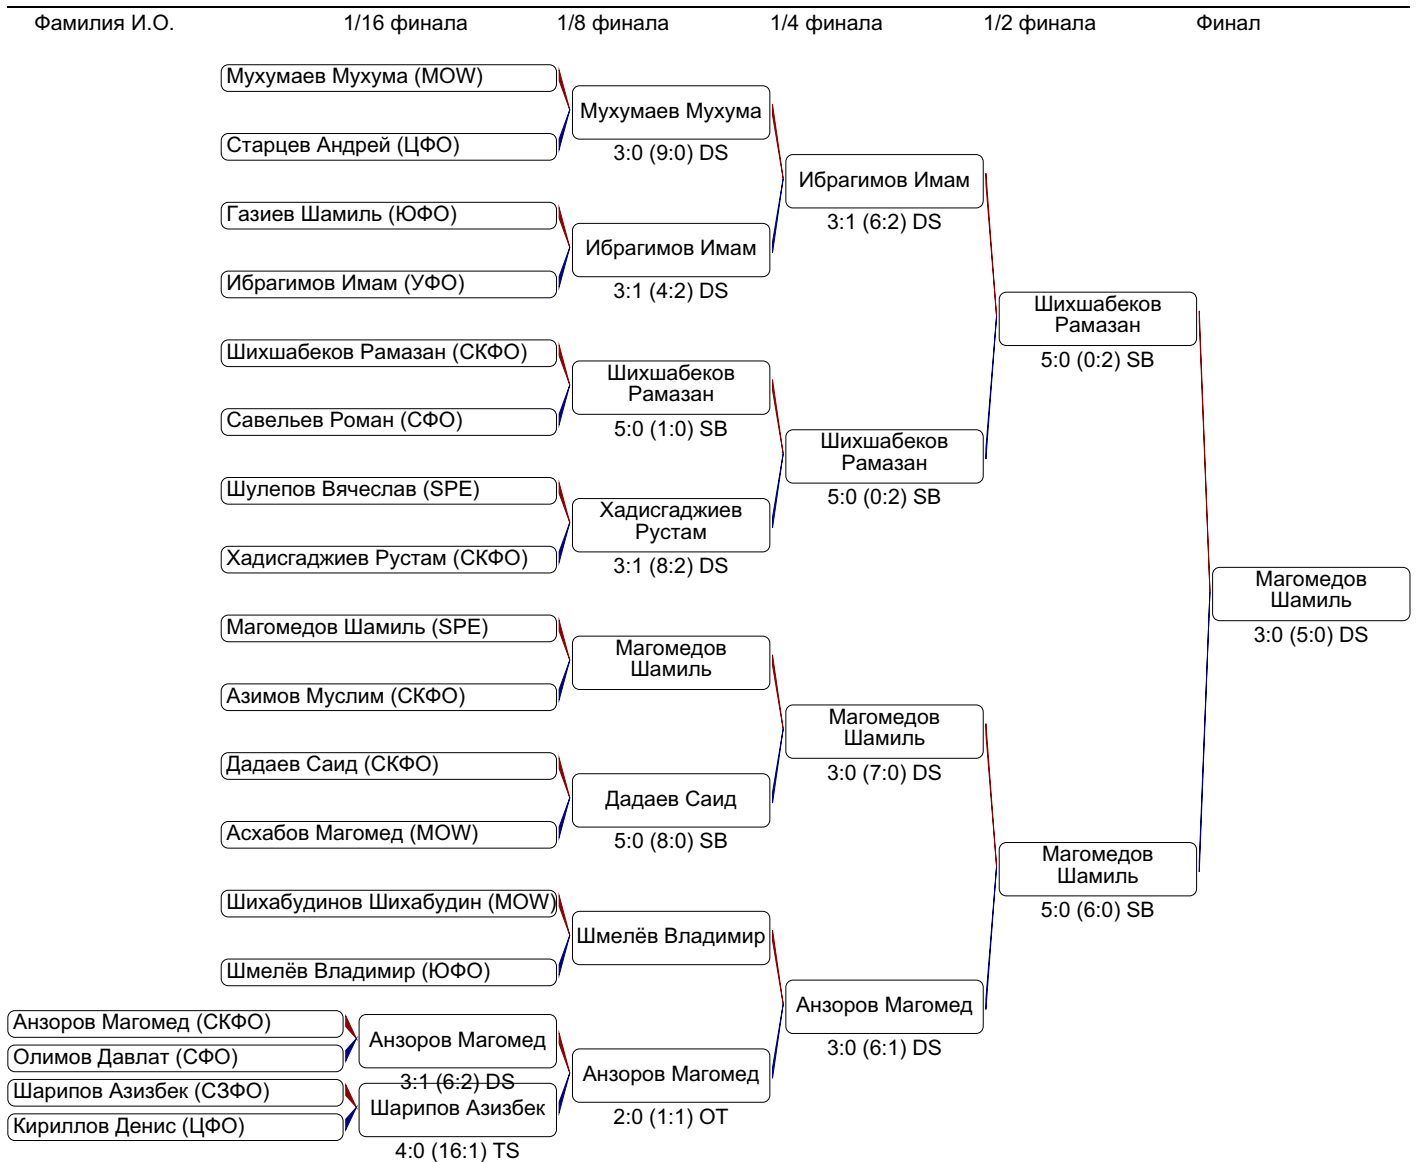 Фамилия И.О. 1/16 финала 1/8 финала 1/4 финала 1/2 финала Финал
Мухумаев Мухума (MOW)
Мухумаев Мухума
Старцев Андрей (ЦФО)
3:0 (9:0) DS
Ибрагимов Имам
3:1 (6:2) DS
Газиев Шамиль (ЮФО)
Ибрагимов Имам
Ибрагимов Имам (УФО)
3:1 (4:2) DS
Шихшабеков
Рамазан
5:0 (0:2) SB
Шихшабеков Рамазан (СКФО)
Шихшабеков
Рамазан
Савельев Роман (СФО)
5:0 (1:0) SB
Шихшабеков
Рамазан
5:0 (0:2) SB
Шулепов Вячеслав (SPE)
Хадисгаджиев
Рустам
Хадисгаджиев Рустам (СКФО)
3:1 (8:2) DS
Магомедов
Шамиль
3:0 (5:0) DS
Магомедов Шамиль (SPE)
Магомедов
Шамиль
Азимов Муслим (СКФО)
Магомедов
Шамиль
3:0 (7:0) DS
Дадаев Саид (СКФО)
Дадаев Саид
Асхабов Магомед (MOW)
5:0 (8:0) SB
Магомедов
Шамиль
5:0 (6:0) SB
Шихабудинов Шихабудин (MOW)
Шмелёв Владимир
Шмелёв Владимир (ЮФО)
Анзоров Магомед
3:0 (6:1) DS
Анзоров Магомед (СКФО)
Анзоров Магомед
Олимов Давлат (СФО)
3:1 (6:2) DS
Анзоров Магомед
2:0 (1:1) OT
Шарипов Азизбек (СЗФО)
Шарипов Азизбек
Кириллов Денис (ЦФО)
4:0 (16:1) TS